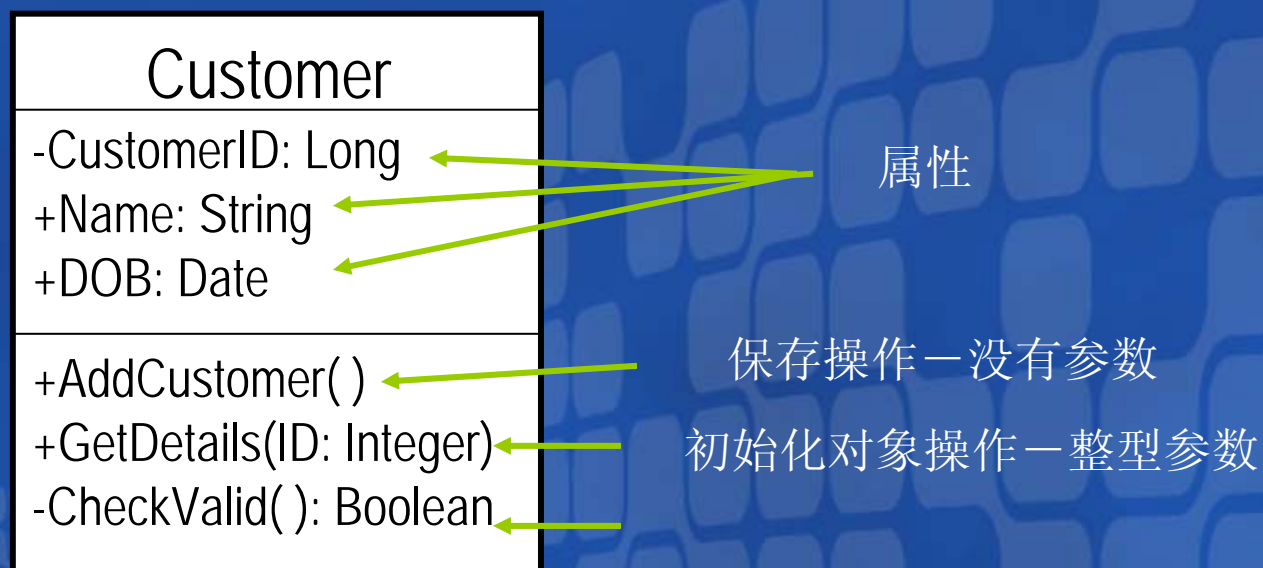 Customer
-CustomerID: Long
+Name: String
+DOB: Date
属性
+AddCustomer( )
保存操作－没有参数
+GetDetails(ID: Integer)
初始化对象操作－整型参数
-CheckValid( ): Boolean